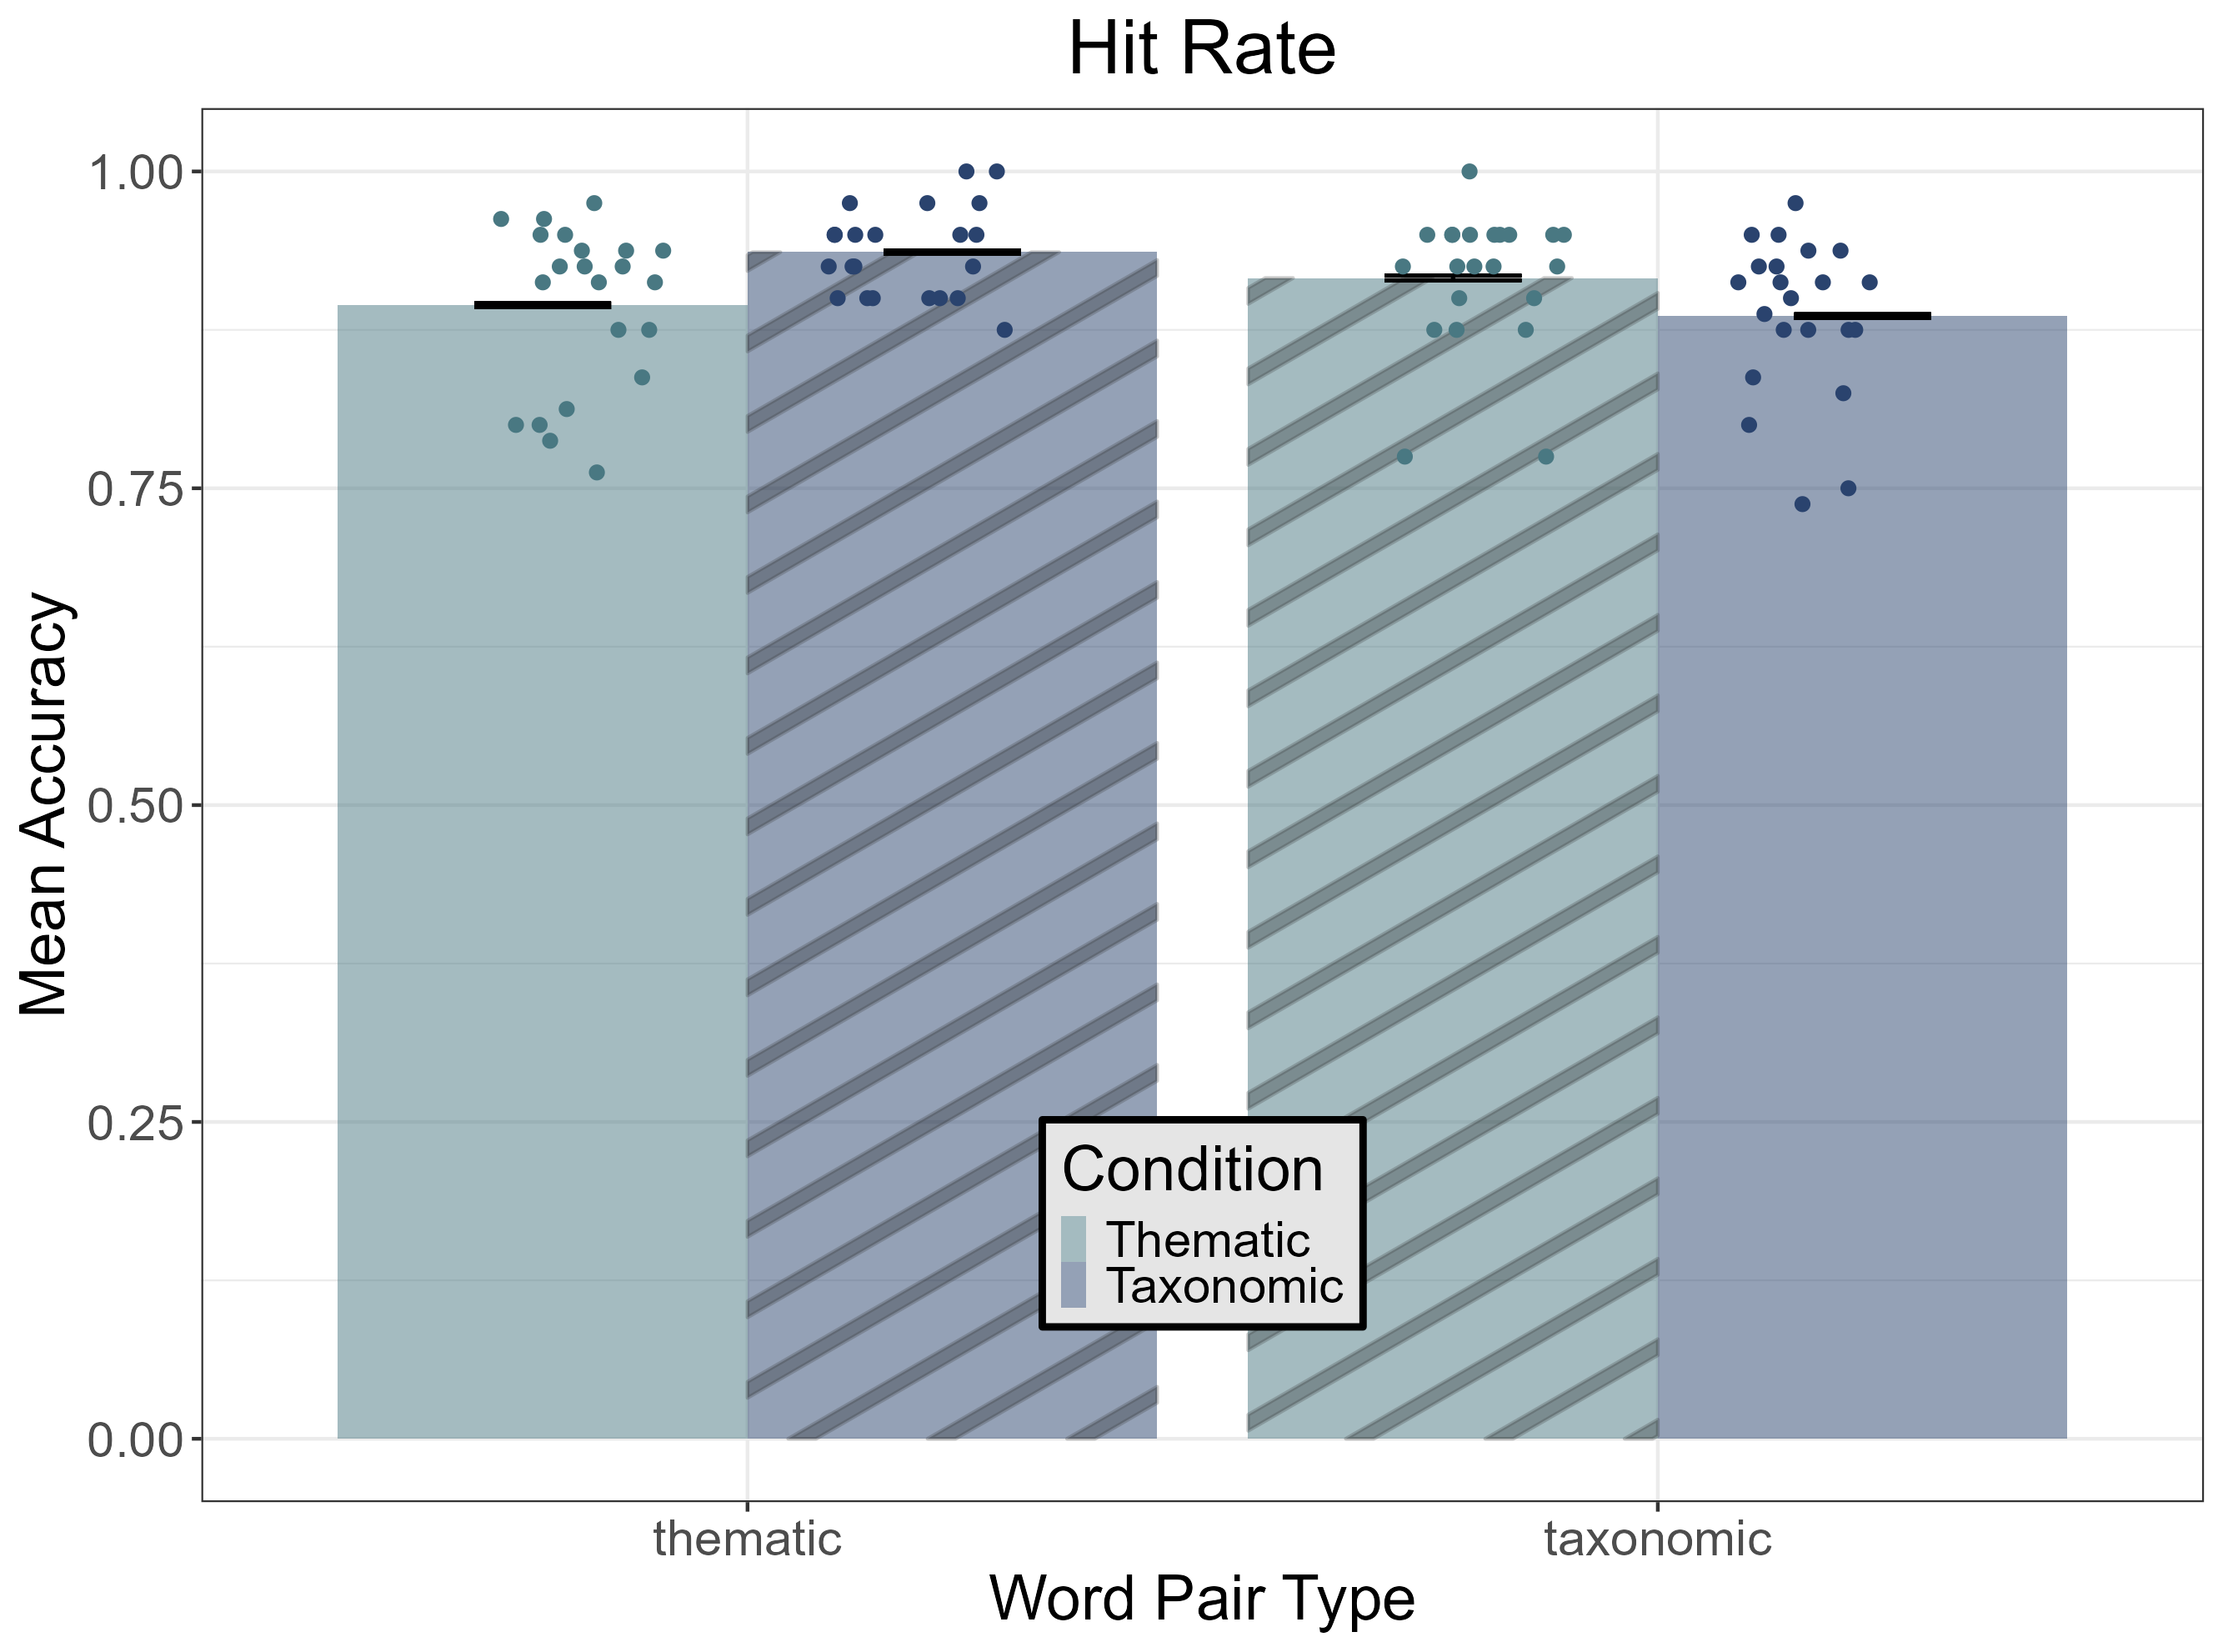 Hit Rate
1.00
0.75
0.50
0.25
0.00
Mean Accuracy
Condition
Thematic
Taxonomic
thematic
taxonomic
Word Pair Type